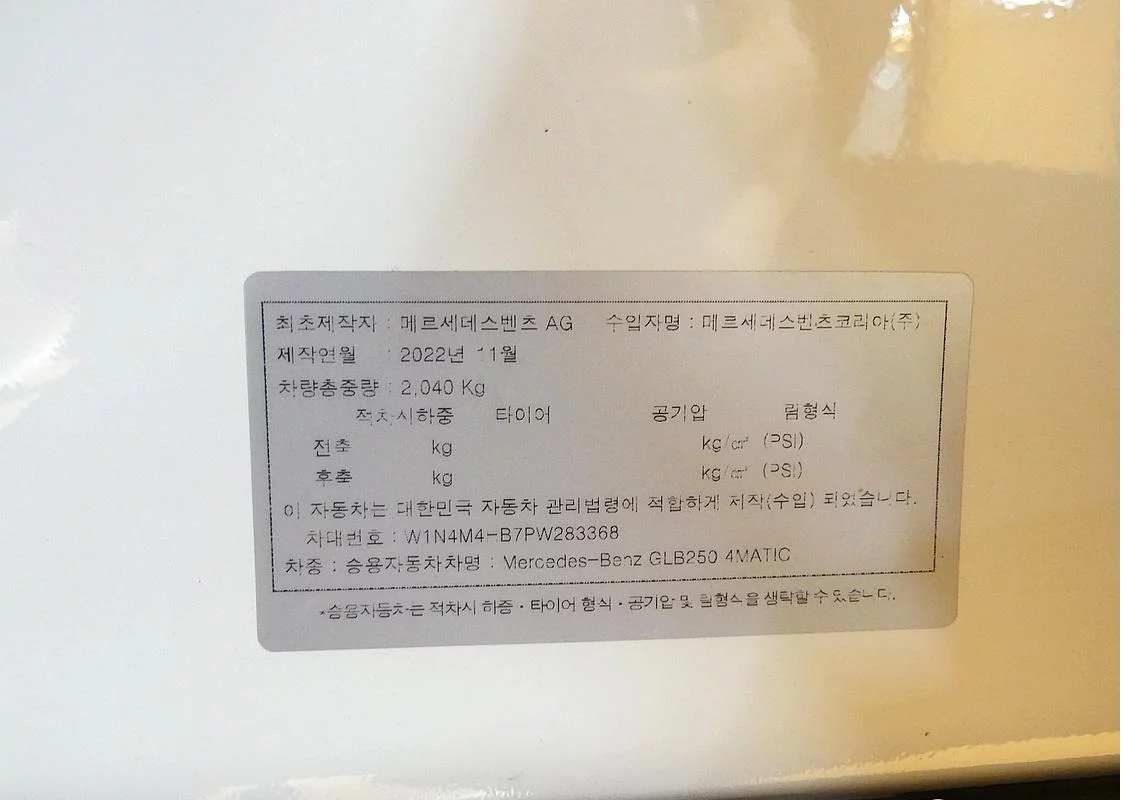 최초제작자 : 메르세데스벤츠 AG 수입자명 : 메르세데스벤츠코리아(주)
제작연월 : 2022년 11월
차량총중량 : 2,040 Kg
적차시하중 타이어 공기압 림형식
전축 kg kg/㎠ (PSI)
후축 kg kg/㎠ (PSI)
이 자동차는 대한민국 자동차 관리법령에 적합하게 제작(수입) 되었습니다.
차대번호 : W1N4M4-B7PW283368
차종 : 승용자동차차명 : Mercedes-Benz GLB250 4MATIC
*승용자동차는 적차시 하중·타이어 형식·공기압 및 림형식을 생략할 수 있습니다.